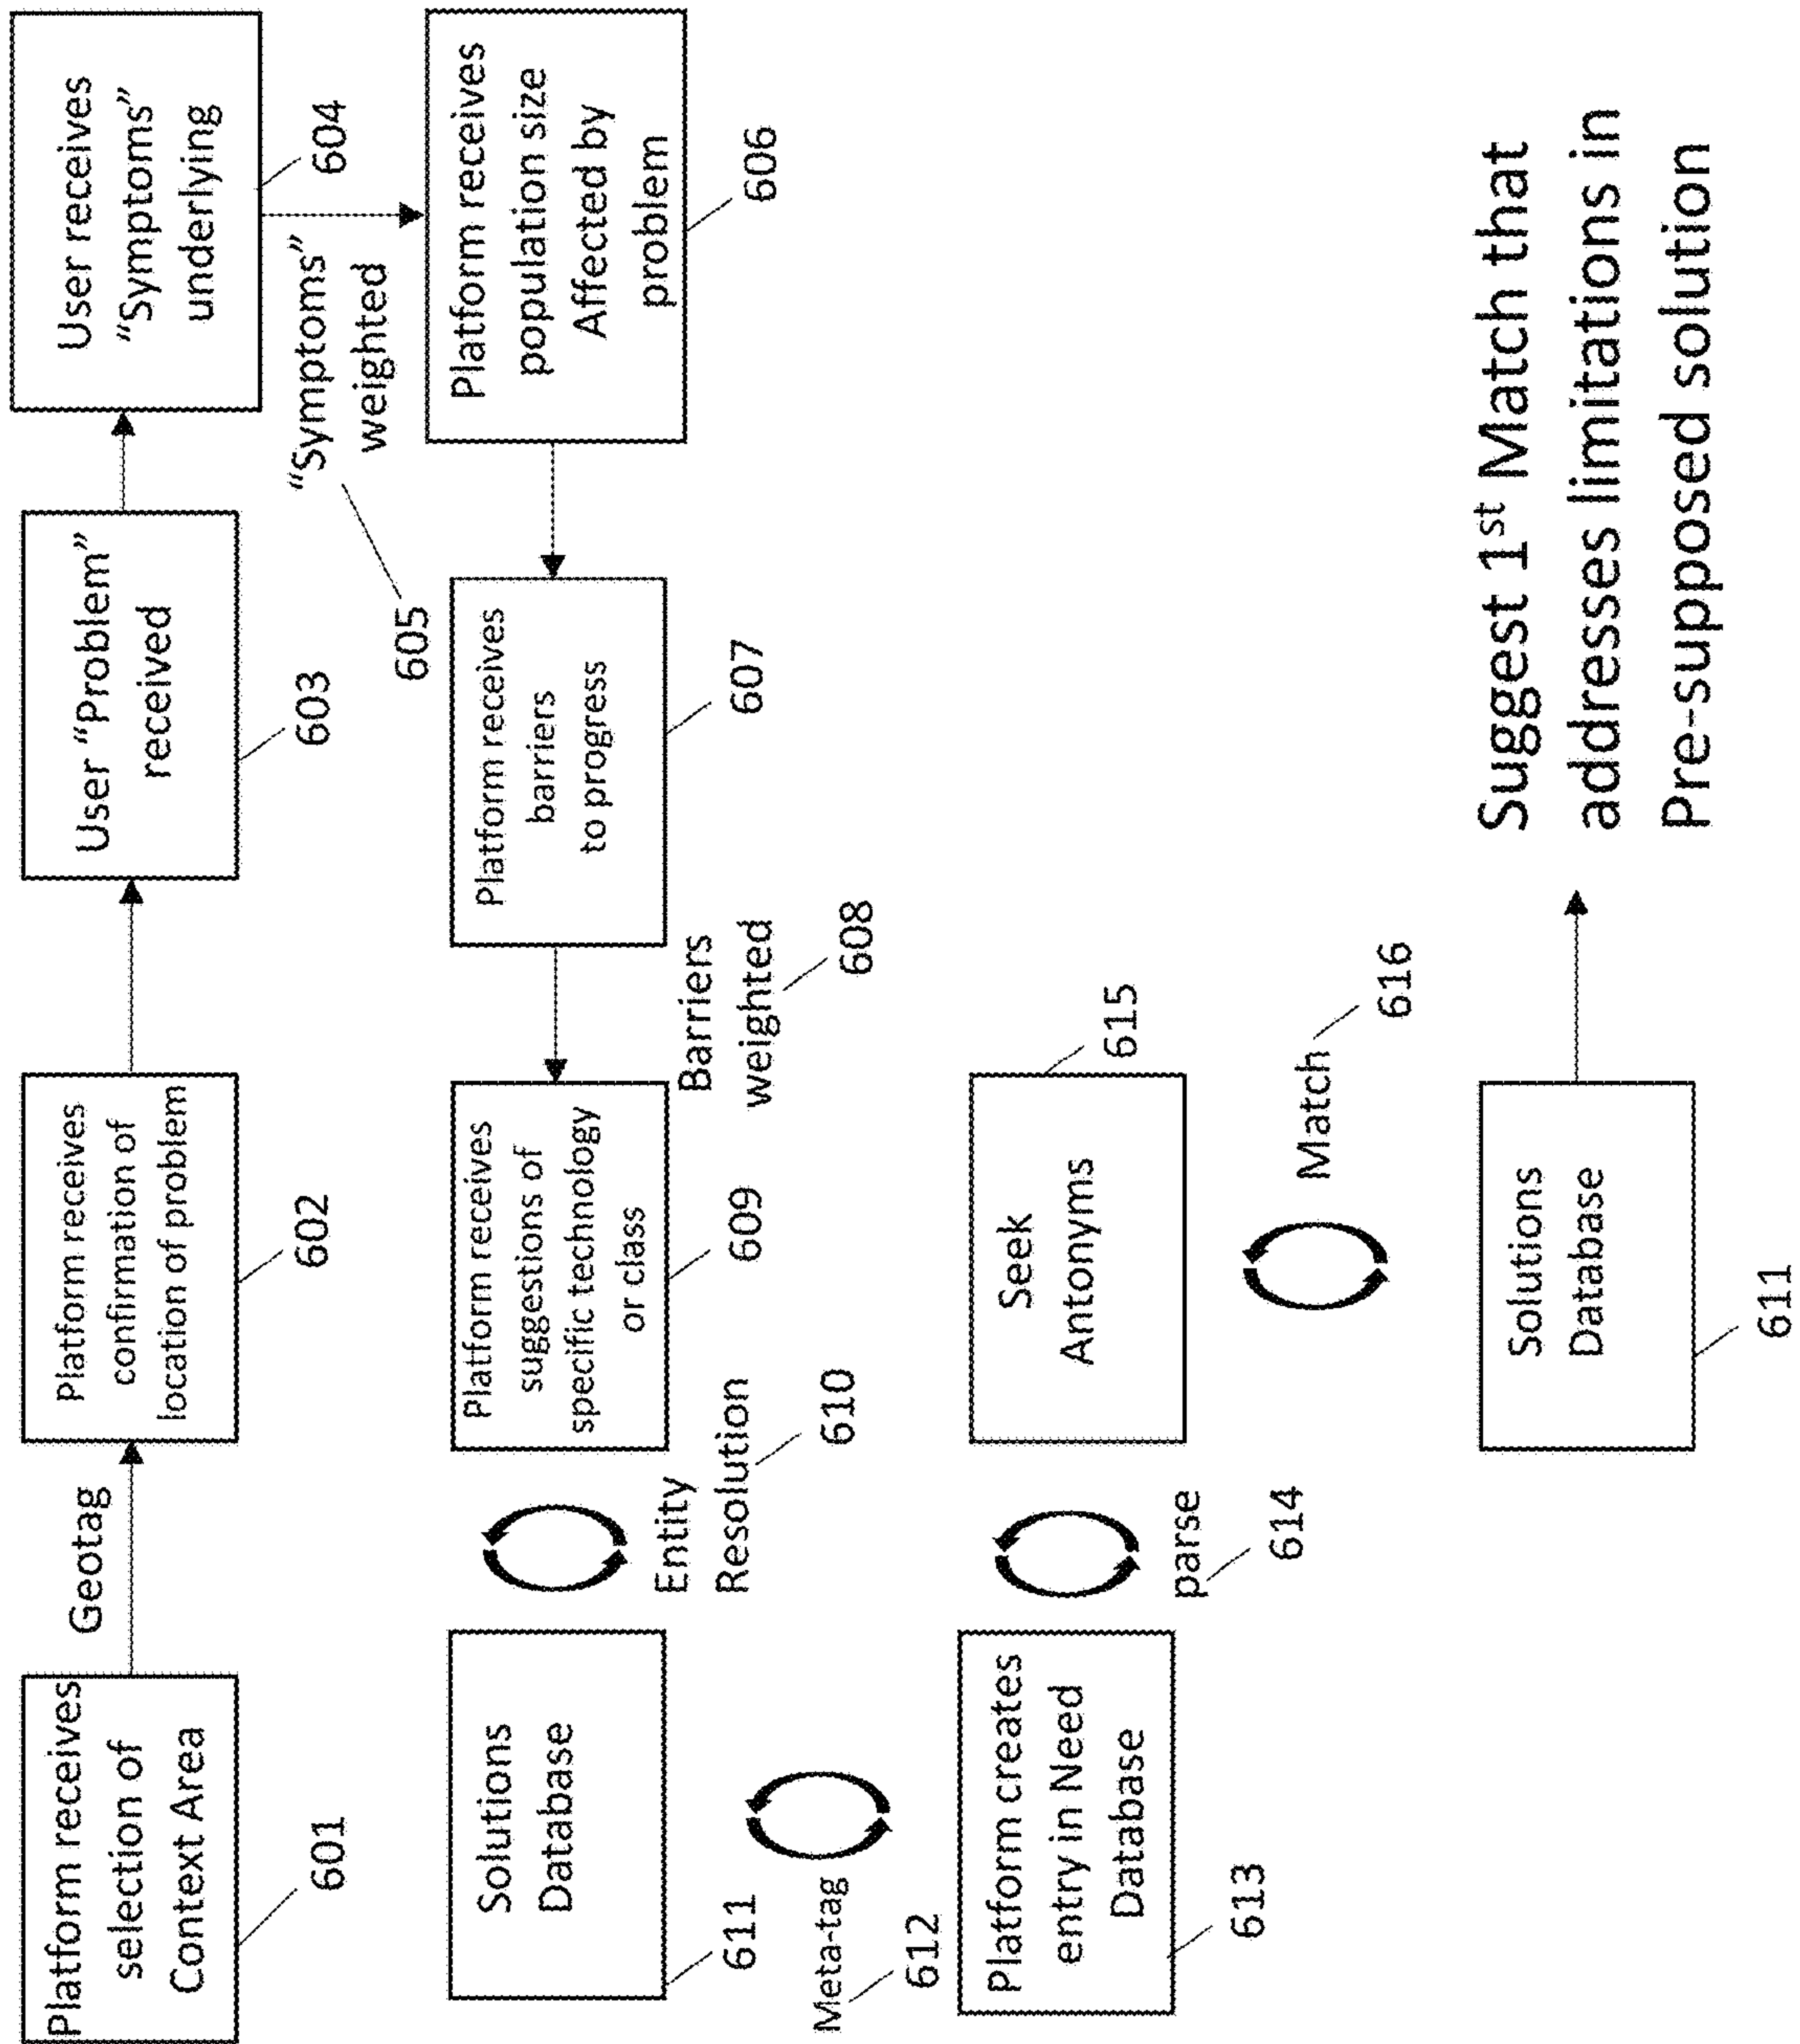 Platform receives
selection of
Context Area
601
Geotag
Platform receives
confirmation of
location of problem
602
User “Problem”
received
603
User receives
“Symptoms”
underlying
604
“Symptoms”
weighted
605
Platform receives
population size
Affected by
problem
606
Platform receives
barriers
to progress
607
Barriers
weighted
608
Platform receives
suggestions of
specific technology
or class
609
Entity
Resolution
610
Solutions
Database
611
Meta-tag
612
Platform creates
entry in Need
Database
613
parse
614
Seek
Antonyms
615
Match
616
Solutions
Database
611
Suggest 1st Match that
addresses limitations in
Pre-supposed solution